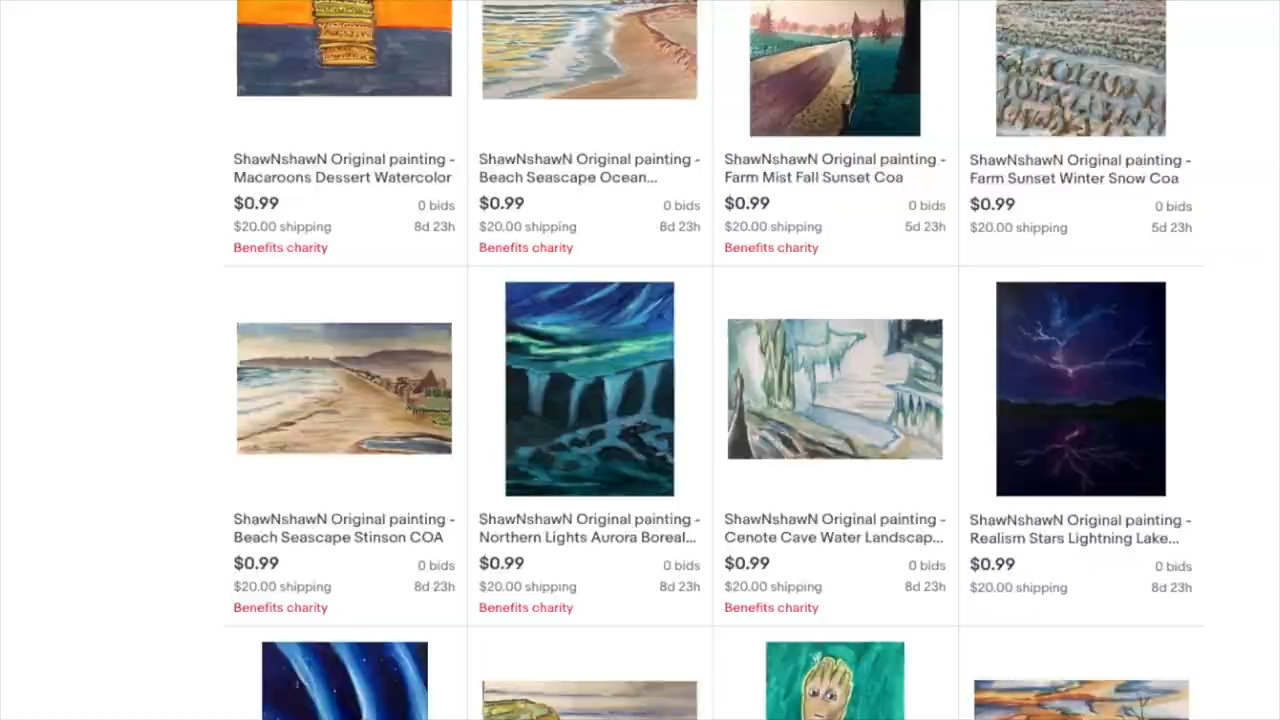 ShawNshawN Original painting -
Macaroons Dessert Watercolor
$0.99
0 bids
$20.00 shipping
8d 23h
Benefits charity
ShawNshawN Original painting -
Beach Seascape Ocean...
$0.99
0 bids
$20.00 shipping
8d 23h
Benefits charity
ShawNshawN Original painting -
Farm Mist Fall Sunset Coa
$0.99
0 bids
$20.00 shipping
5d 23h
Benefits charity
ShawNshawN Original painting -
Farm Sunset Winter Snow Coa
$0.99
0 bids
$20.00 shipping
5d 23h
ShawNshawN Original painting -
Beach Seascape Stinson COA
$0.99
0 bids
$20.00 shipping
8d 23h
Benefits charity
ShawNshawN Original painting -
Northern Lights Aurora Boreal...
$0.99
0 bids
$20.00 shipping
8d 23h
Benefits charity
ShawNshawN Original painting -
Cenote Cave Water Landscap...
$0.99
0 bids
$20.00 shipping
8d 23h
Benefits charity
ShawNshawN Original painting -
Realism Stars Lightning Lake...
$0.99
0 bids
$20.00 shipping
8d 23h